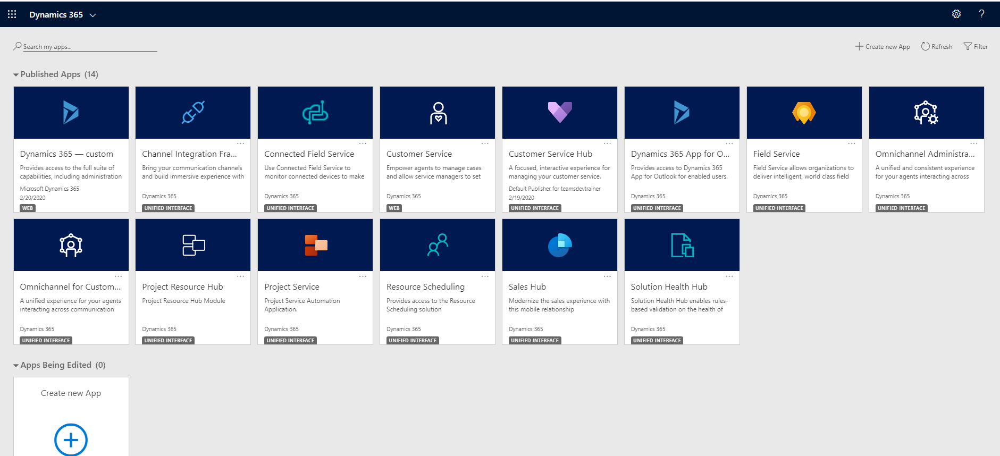 Dynamics 365
?
Search my apps...
Create new App
Refresh
Filter
Published Apps (14)
Dynamics 365 — custom
Provides access to the full suite of
capabilities, including administration
Microsoft Dynamics 365
2/20/2020
WEB
...
Channel Integration Fra...
Bring your communication channels
and build immersive experience with
Dynamics 365
UNIFIED INTERFACE
...
Connected Field Service
Use Connected Field Service to
monitor connected devices to make
Dynamics 365
UNIFIED INTERFACE
...
Customer Service
Empower agents to manage cases
and allow service managers to set
Dynamics 365
WEB
...
Customer Service Hub
A focused, interactive experience for
managing your customer service.
Default Publisher for teamsdevtrainer
2/19/2020
UNIFIED INTERFACE
...
Dynamics 365 App for O...
Provides access to Dynamics 365
App for Outlook for enabled users.
Dynamics 365
UNIFIED INTERFACE
...
Field Service
Field Service allows organizations to
deliver intelligent, world class field
Dynamics 365
UNIFIED INTERFACE
...
Omnichannel Administra...
A unified and consistent experience
for your agents interacting across
Dynamics 365
UNIFIED INTERFACE
...
Omnichannel for Custom...
A unified experience for your agents
interacting across communication
Dynamics 365
UNIFIED INTERFACE
...
Project Resource Hub
Project Resource Hub Module
Dynamics 365
UNIFIED INTERFACE
...
Project Service
Project Service Automation
Application.
Dynamics 365
UNIFIED INTERFACE
...
Resource Scheduling
Provides access to the Resource
Scheduling solution
Dynamics 365
UNIFIED INTERFACE
...
Sales Hub
Modernize the sales experience with
this mobile relationship
Dynamics 365
UNIFIED INTERFACE
...
Solution Health Hub
Solution Health Hub enables rules-
based validation on the health of
Dynamics 365
UNIFIED INTERFACE
Apps Being Edited (0)
Create new App